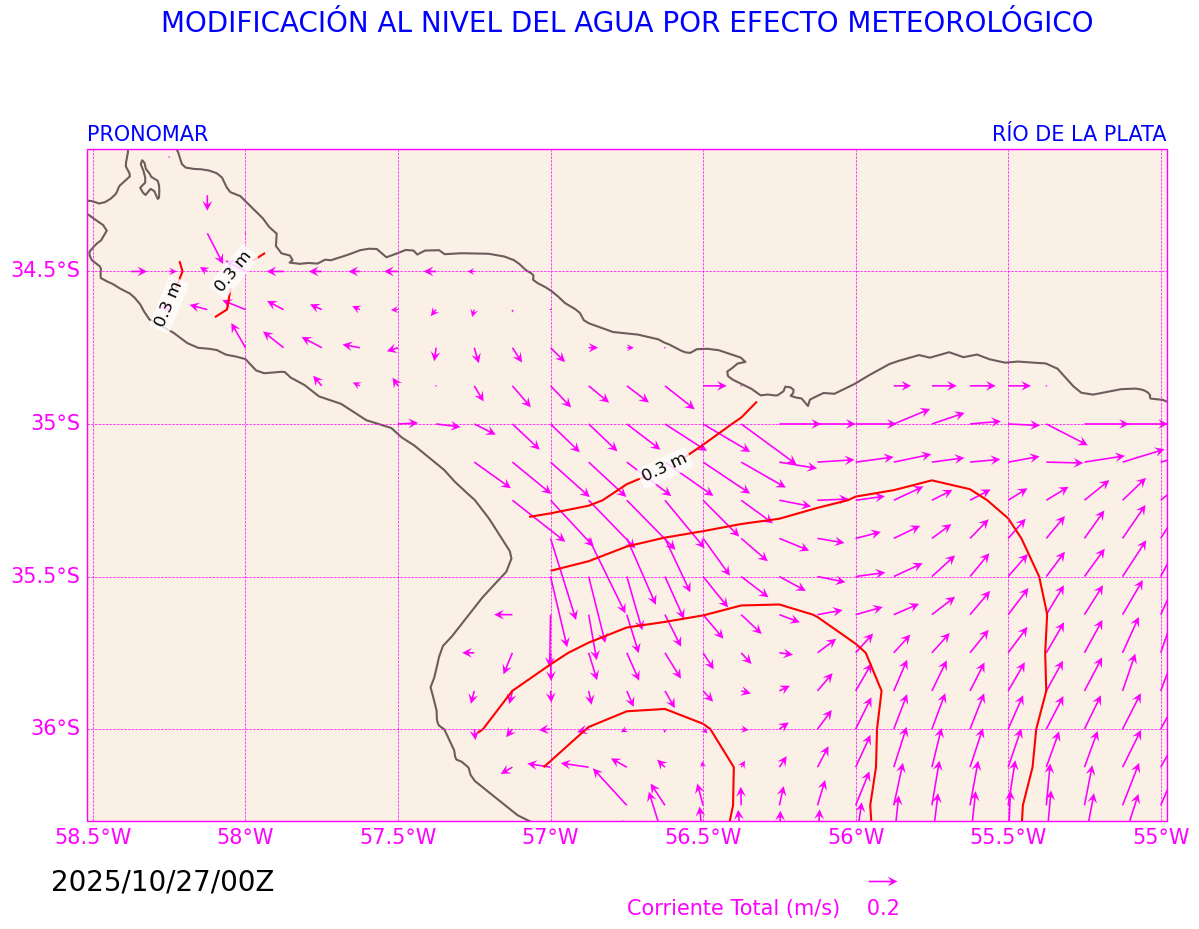 MODIFICACIÓN AL NIVEL DEL AGUA POR EFECTO METEOROLÓGICO
PRONOMAR
RÍO DE LA PLATA
34.5°S
35°S
35.5°S
36°S
0.3 m
0.3 m
0.3 m
58.5°W
58°W
57.5°W
57°W
56.5°W
56°W
55.5°W
55°W
2025/10/27/00Z
Corriente Total (m/s) 0.2